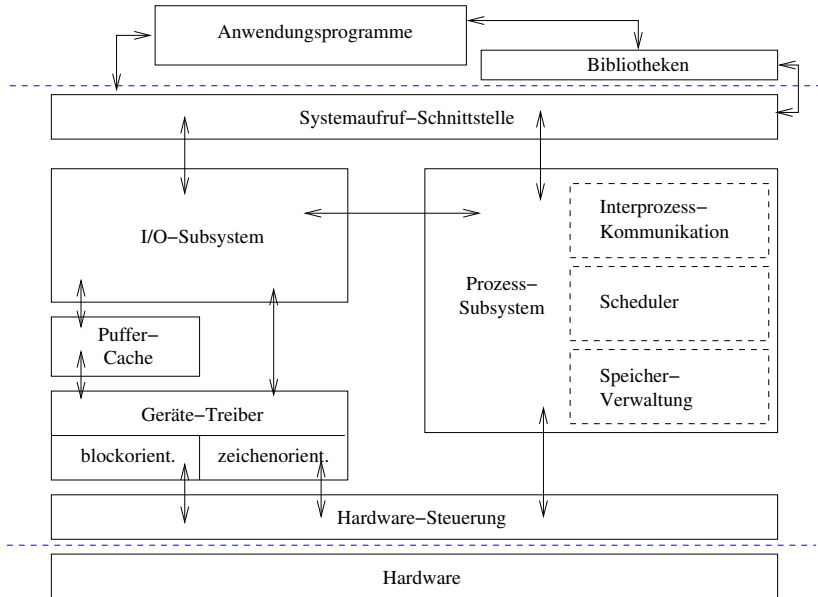 Anwendungsprogramme
Bibliotheken
Systemaufruf−Schnittstelle
I/O−Subsystem
Prozess−
Subsystem
Interprozess−
Kommunikation
Scheduler
Speicher−
Verwaltung
Puffer−
Cache
Geräte−Treiber
blockorient.
zeichenorient.
Hardware−Steuerung
Hardware